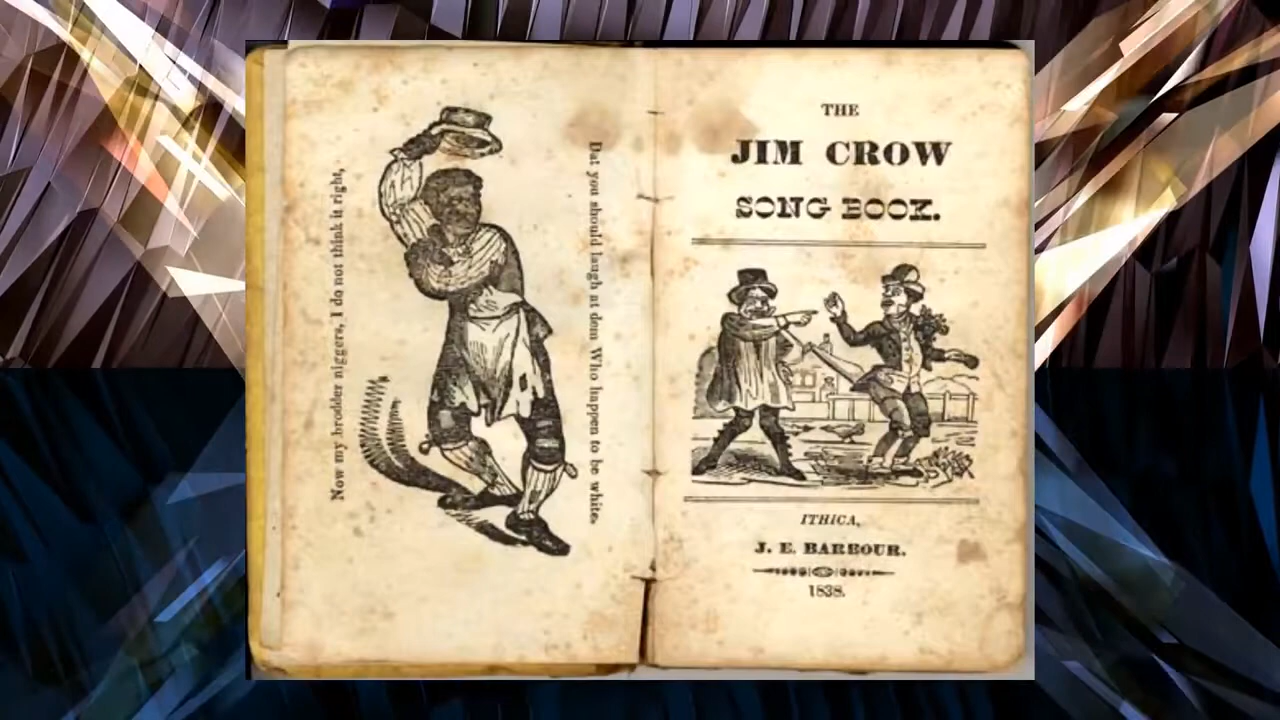 Now my brodder niggers, I do not think it right,
Dat you should laugh at dem Who happen to be white.
THE
JIM CROW
SONG BOOK.
ITHICA,
J. E. BARBOUR.
1838.